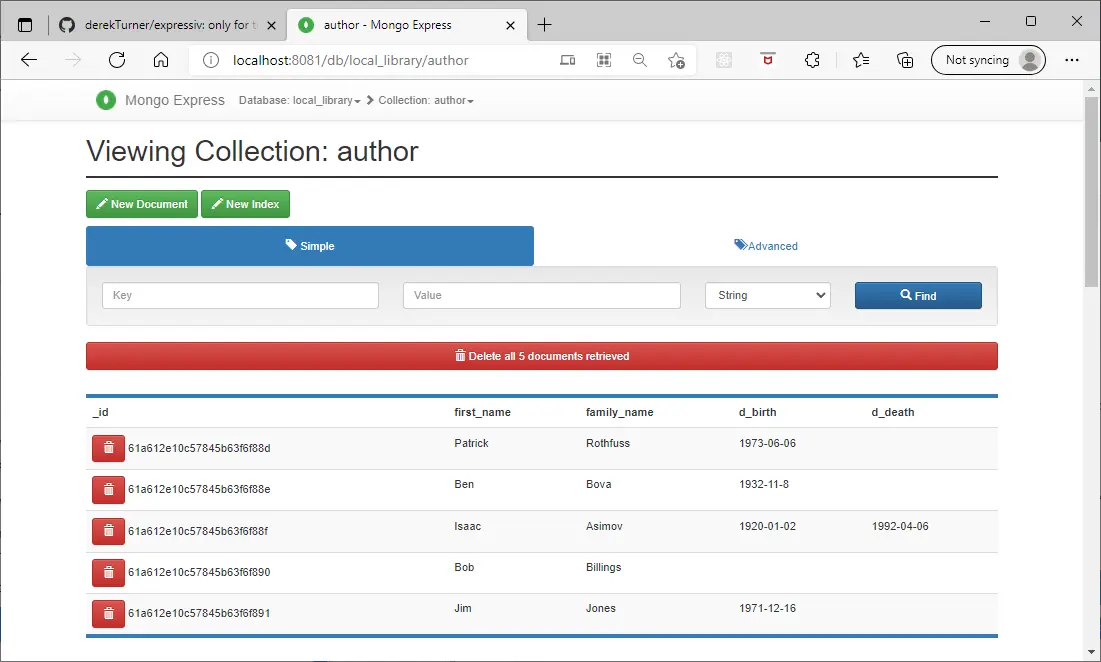 derekTurner/expressiv: only for t
author - Mongo Express
localhost:8081/db/local_library/author
Not syncing
Mongo Express Database: local_library Collection: author
Viewing Collection: author
New Document New Index
Simple Advanced
Key Value String Find
Delete all 5 documents retrieved
_id first_name family_name d_birth d_death
61a612e10c57845b63f6f88d Patrick Rothfuss 1973-06-06
61a612e10c57845b63f6f88e Ben Bova 1932-11-8
61a612e10c57845b63f6f88f Isaac Asimov 1920-01-02 1992-04-06
61a612e10c57845b63f6f890 Bob Billings
61a612e10c57845b63f6f891 Jim Jones 1971-12-16